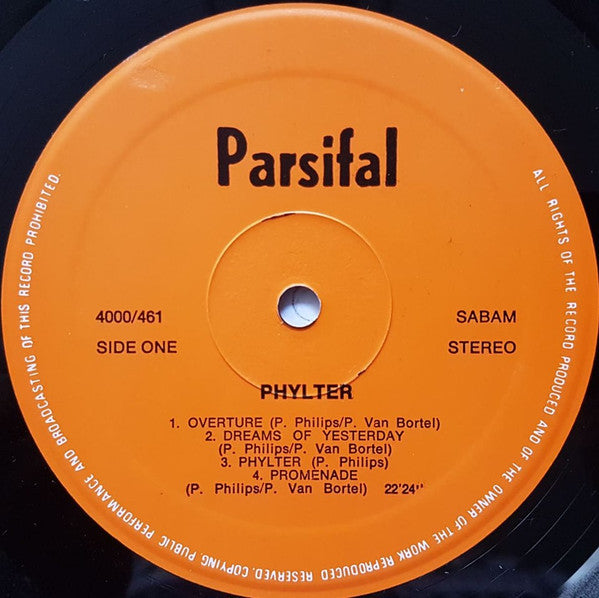 Parsifal
4000/461
SABAM
SIDE ONE
STEREO
PHYLTER
1. OVERTURE (P. Philips/P. Van Bortel)
2. DREAMS OF YESTERDAY
(P. Philips/P. Van Bortel)
3. PHYLTER (P. Philips)
4. PROMENADE
(P. Philips/P. Van Bortel) 22'24"
ALL RIGHTS OF THE RECORD PRODUCED AND OF THE OWNER OF THE WORK REPRODUCED RESERVED. COPYING PUBLIC PERFORMANCE AND BROADCASTING OF THIS RECORD PROHIBITED.